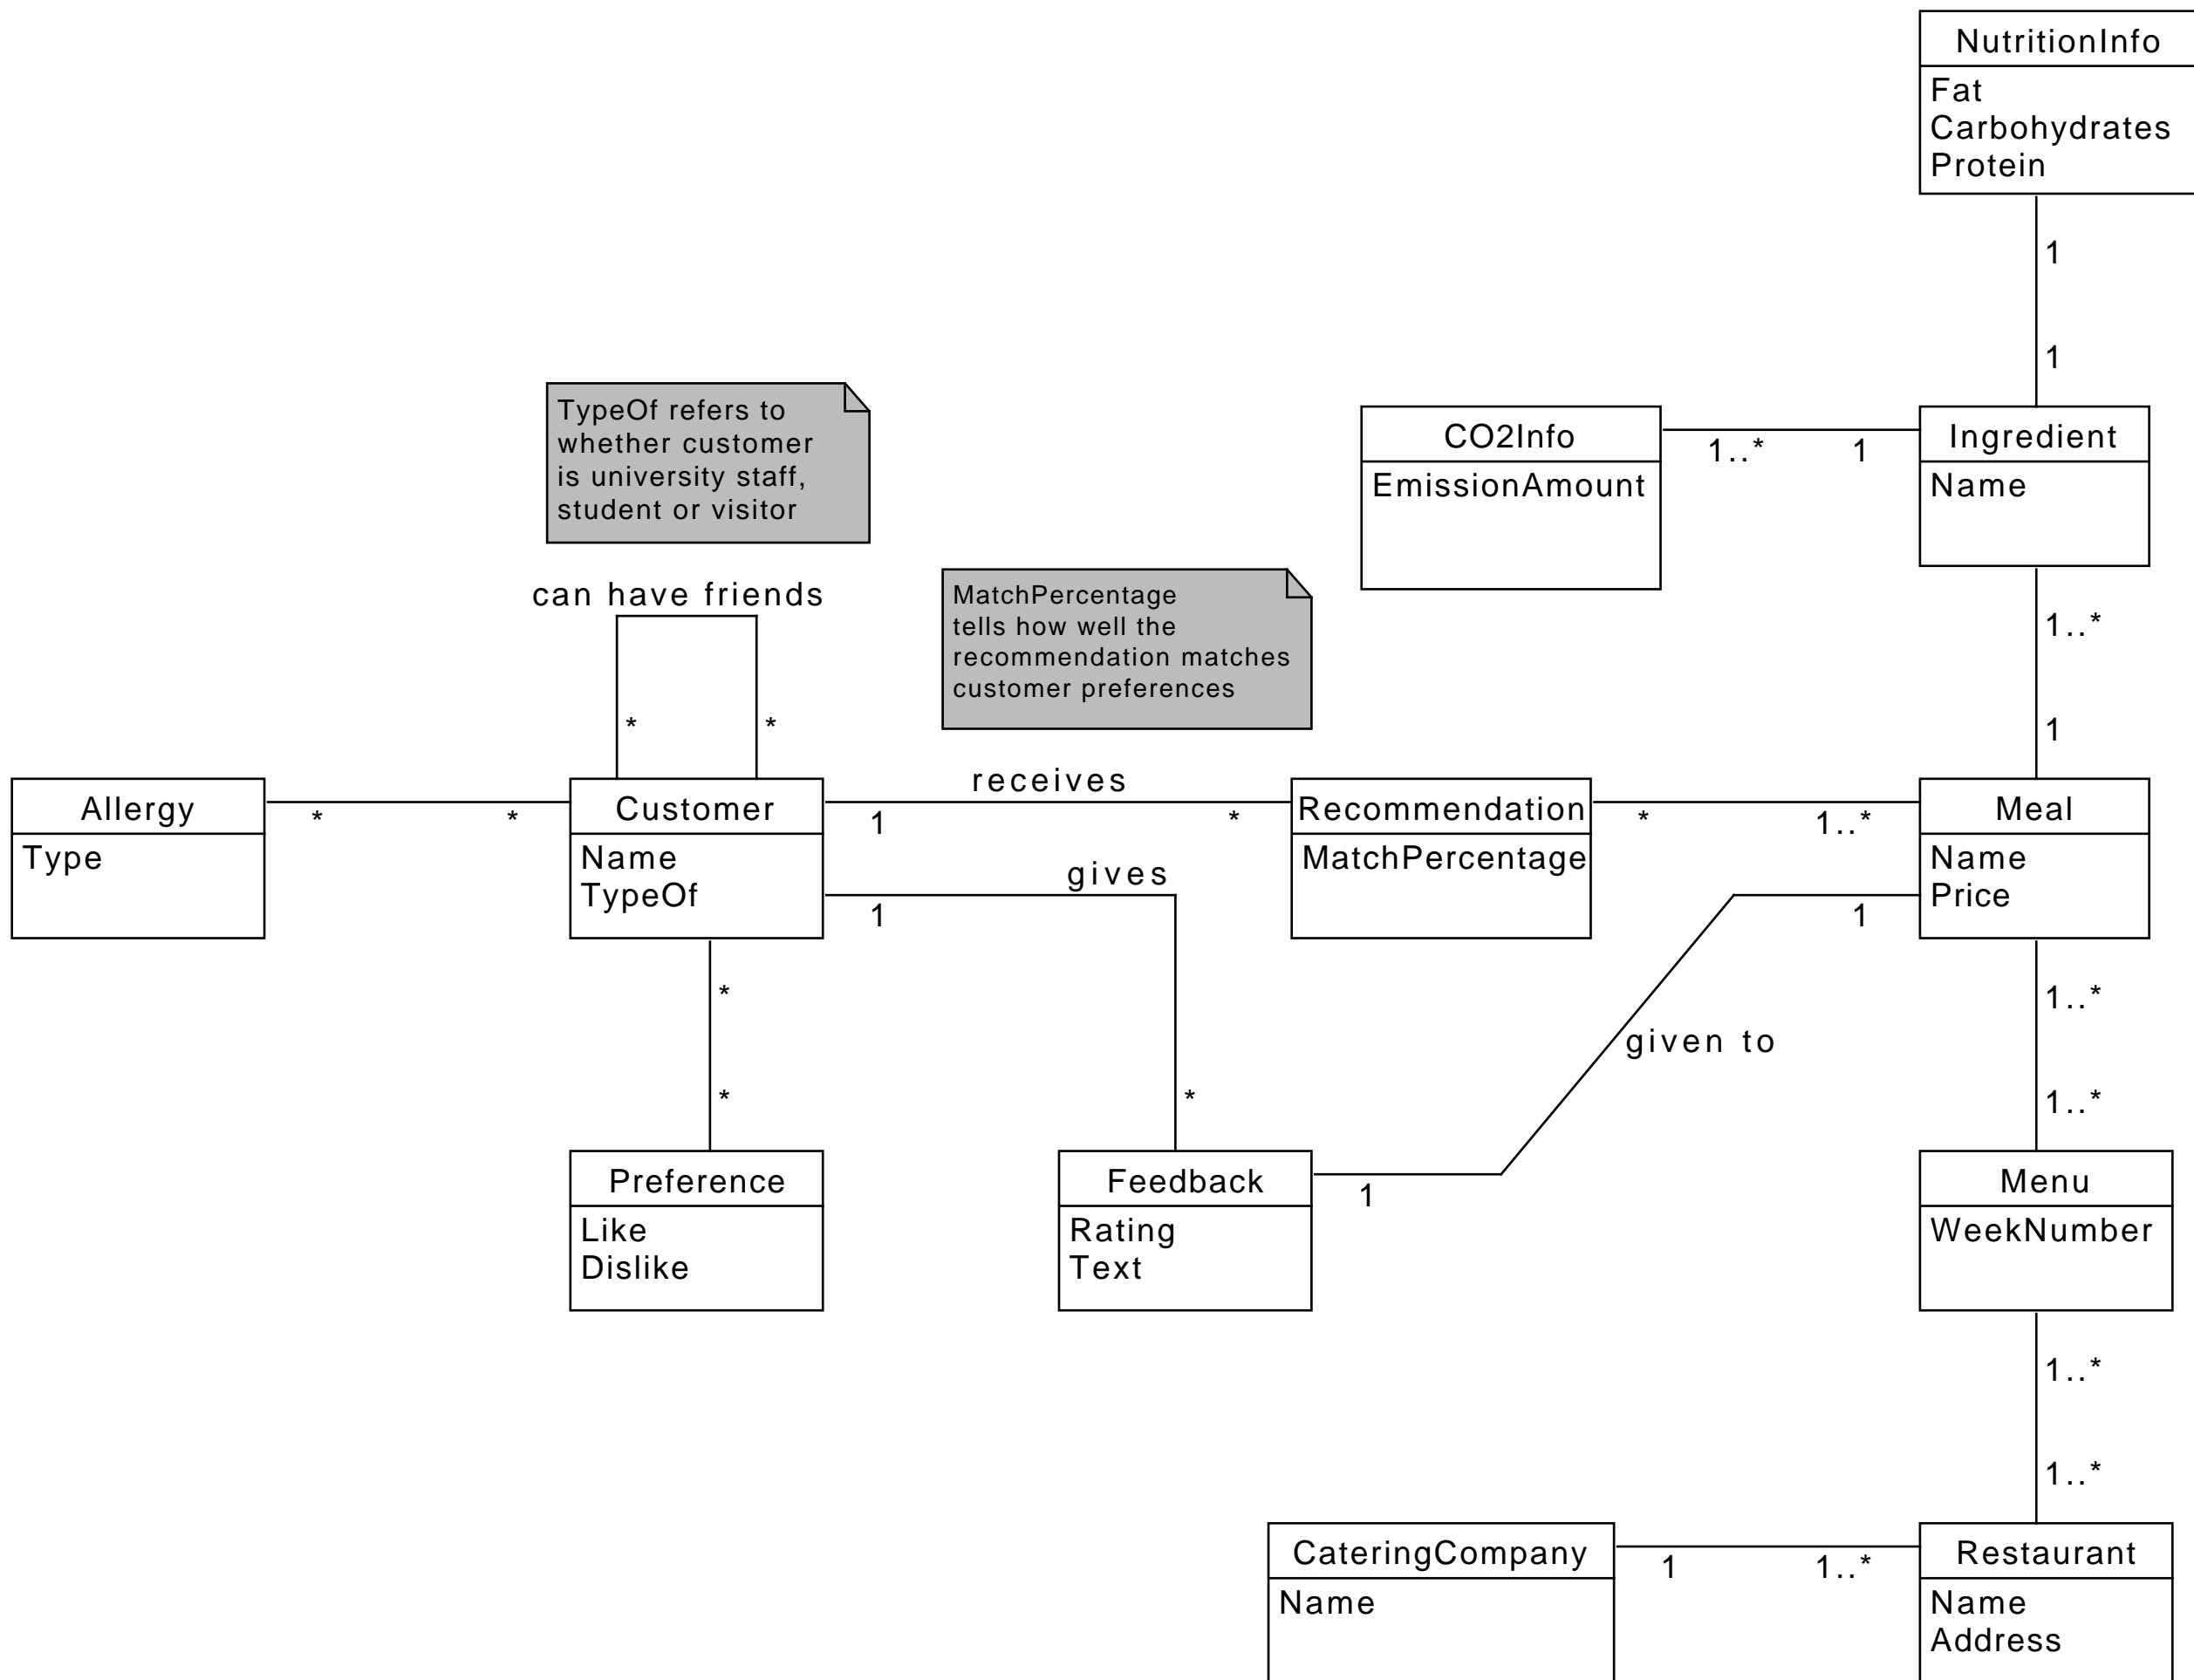 NutritionInfo
Fat
Carbohydrates
Protein
1
1
TypeOf refers to
whether customer
is university staff,
student or visitor
CO2Info
EmissionAmount
1..*
1
Ingredient
Name
can have friends
*
*
MatchPercentage
tells how well the
recommendation matches
customer preferences
1..*
1
Allergy
Type
*
*
Customer
Name
TypeOf
receives
1
*
Recommendation
MatchPercentage
*
1..*
Meal
Name
Price
gives
1
1
*
*
*
given to
1..*
1..*
Preference
Like
Dislike
Feedback
Rating
Text
1
Menu
WeekNumber
1..*
1..*
CateringCompany
Name
1
1..*
Restaurant
Name
Address